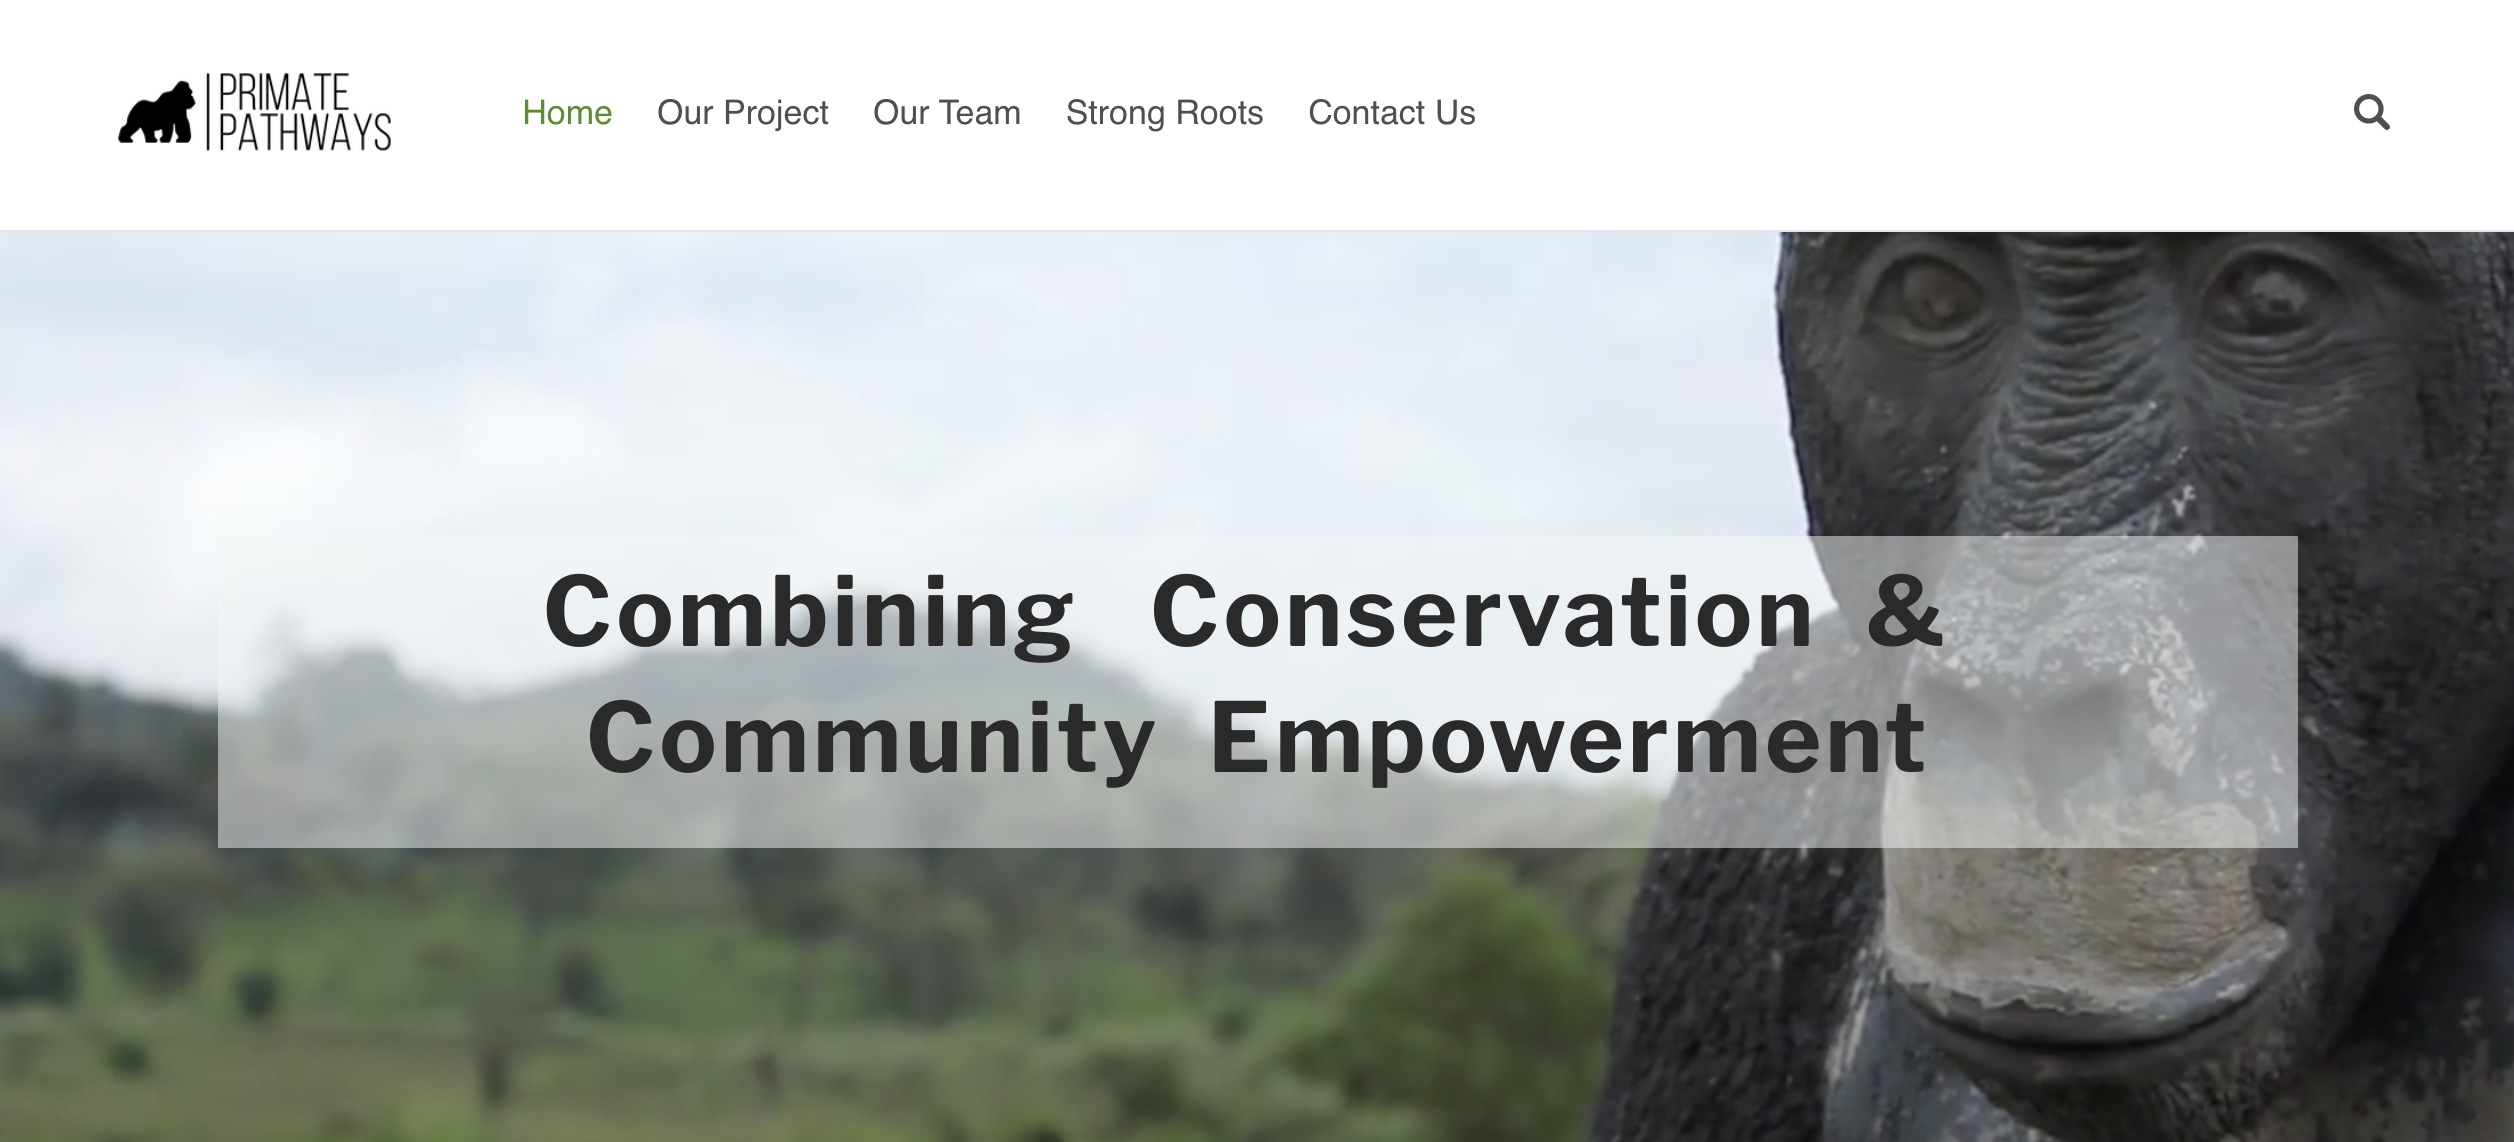 PRIMATE
PATHWAYS
Home Our Project Our Team Strong Roots Contact Us
Combining Conservation &
Community Empowerment